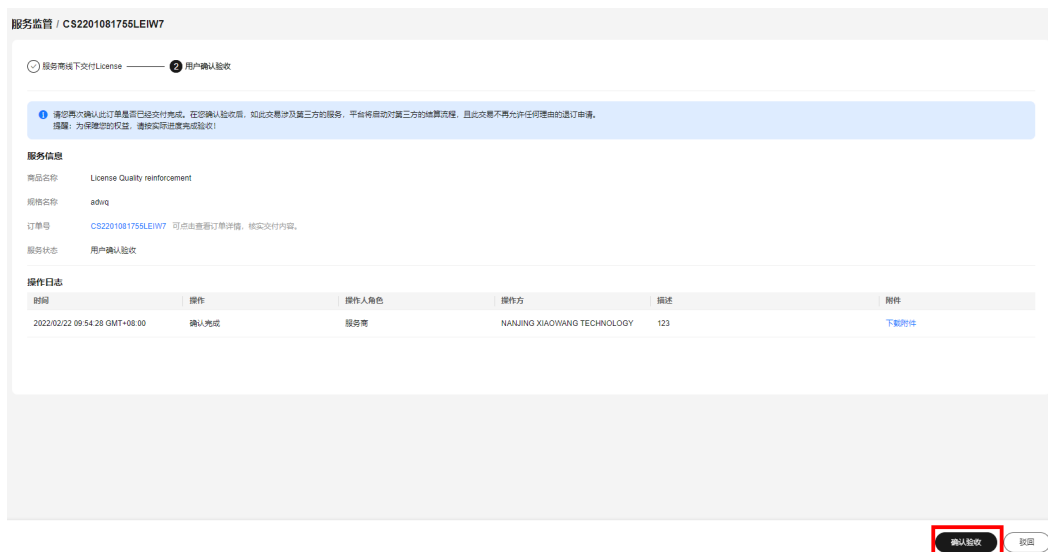 服务监管 / CS2201081755LEIW7
服务商线下交付License
2 用户确认验收
请您再次确认此订单是否已经交付完成。在您确认验收后，如此交易涉及第三方的服务，平台将启动对第三方的结算流程，且此交易不再允许任何理由的退订申请。
提醒：为保障您的权益，请按实际进度完成验收！
服务信息
商品名称 License Quality reinforcement
规格名称 adwq
订单号 CS2201081755LEIW7 可点击查看订单详情，核实交付内容。
服务状态 用户确认验收
操作日志
时间 操作 操作人角色 操作方 描述 附件
2022/02/22 09:54:28 GMT+08:00 确认完成 服务商 NANJING XIAOWANG TECHNOLOGY 123 下载附件
确认验收 驳回